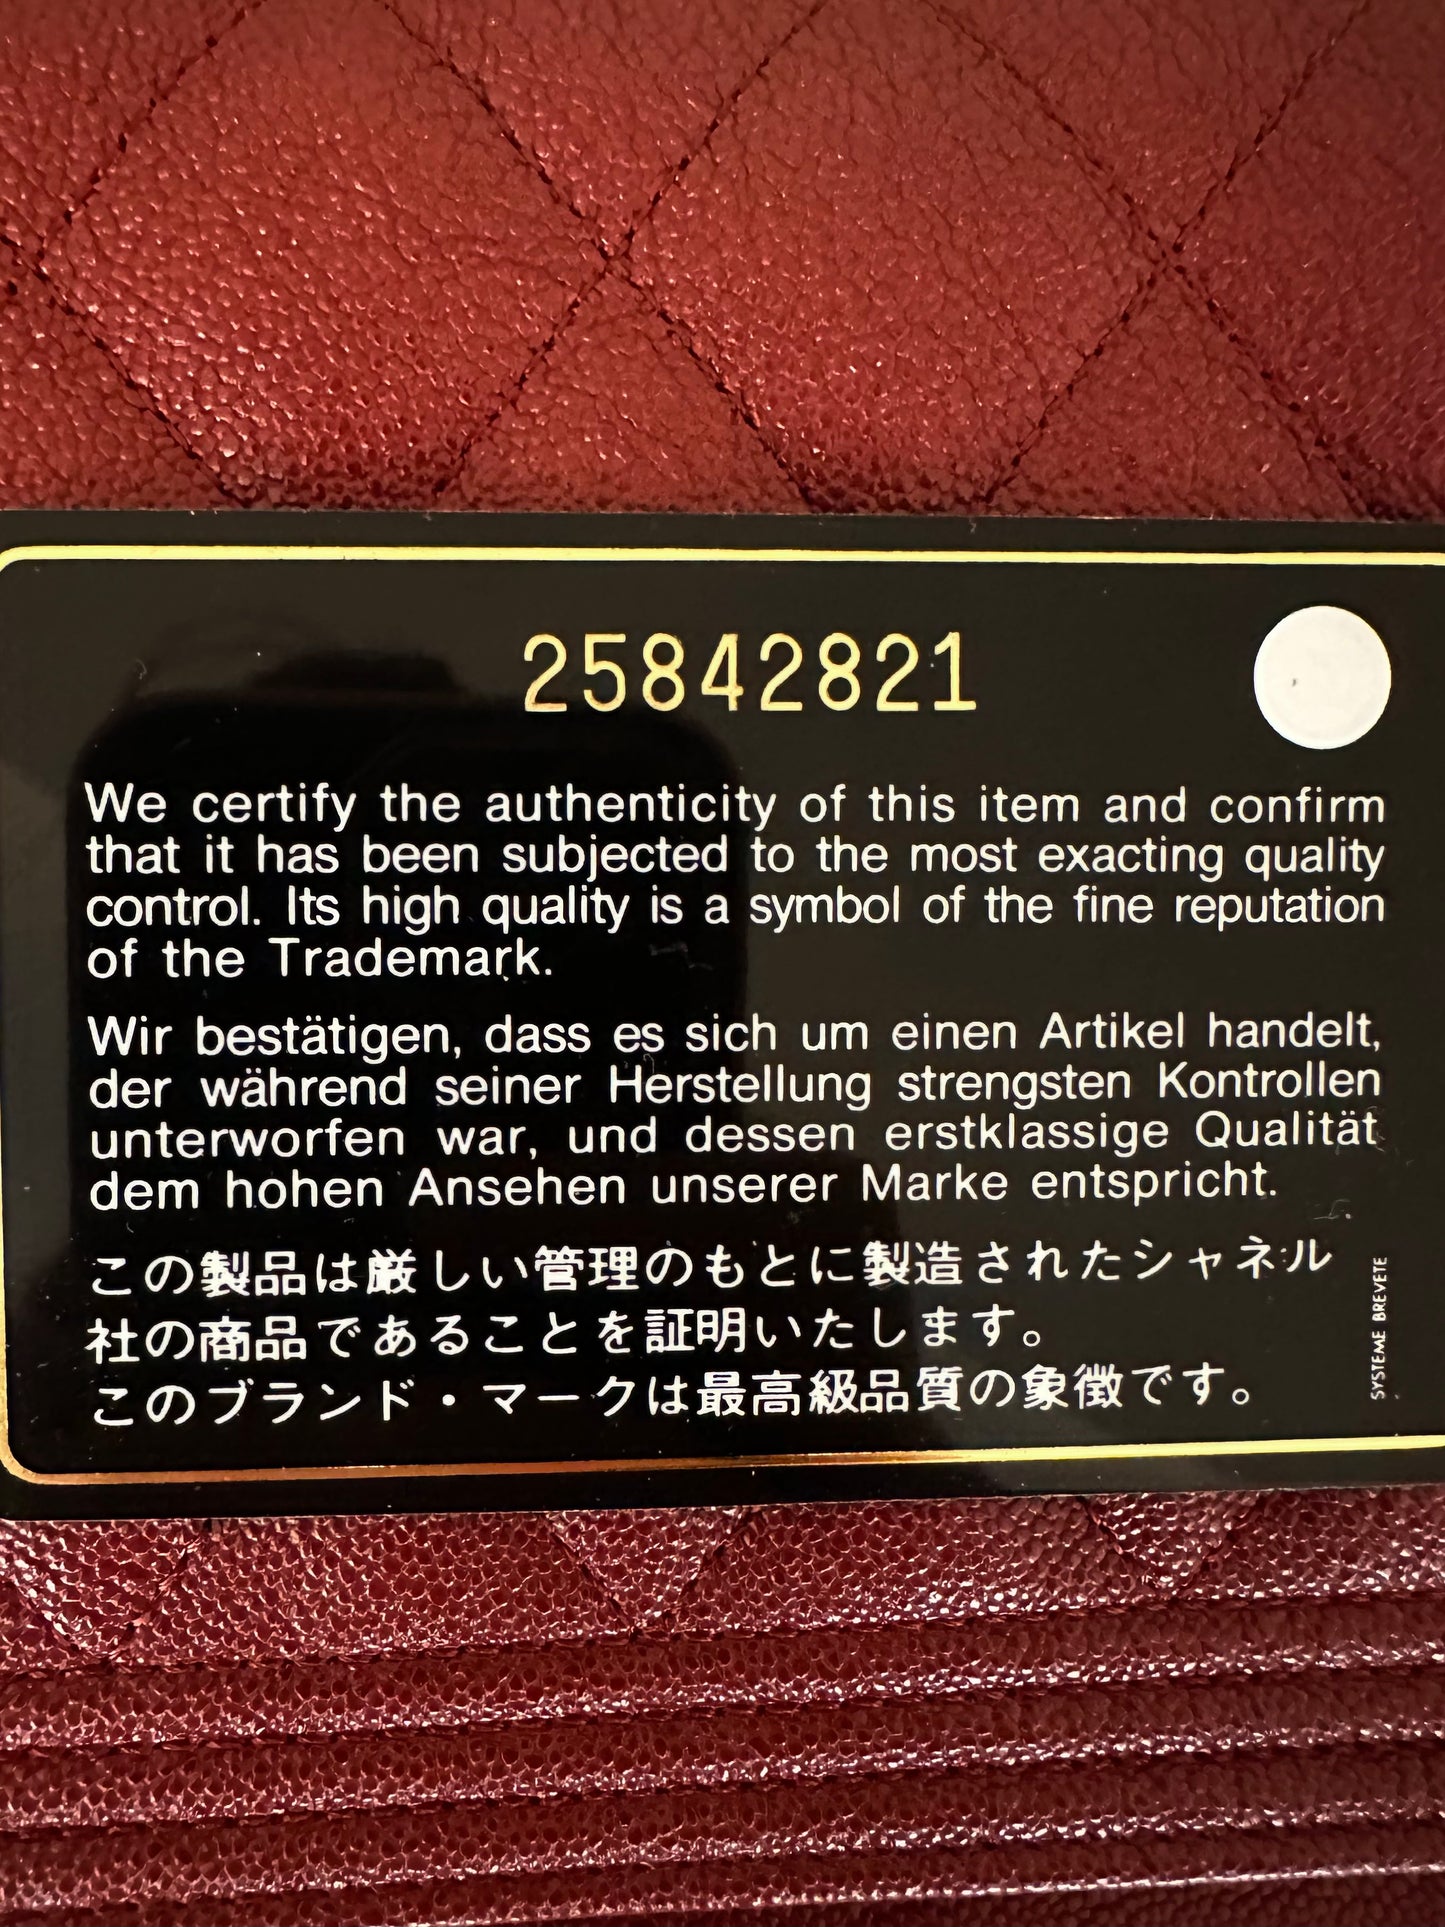 25842821
We certify the authenticity of this item and confirm
that it has been subjected to the most exacting quality
control. Its high quality is a symbol of the fine reputation
of the Trademark.
Wir bestätigen, dass es sich um einen Artikel handelt,
der während seiner Herstellung strengsten Kontrollen
unterworfen war, und dessen erstklassige Qualität
dem hohen Ansehen unserer Marke entspricht.
この製品は厳しい管理のもとに製造されたシャネル
社の商品であることを証明いたします。
このブランド・マークは最高級品質の象徴です。
SYSTEME BREVETE